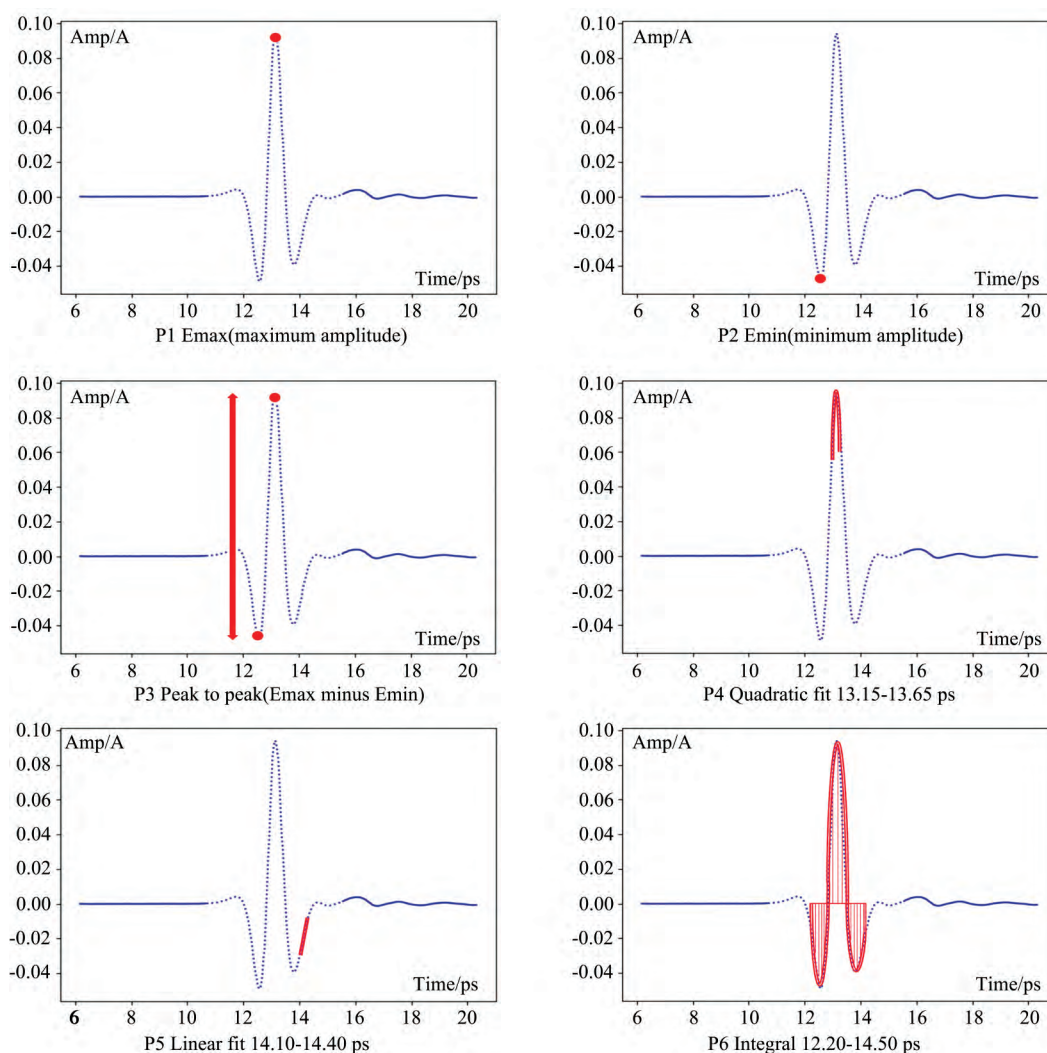 0.10
Amp/A
0.08
0.06
0.04
0.02
0.00
-0.02
-0.04
Time/ps
6 8 10 12 14 16 18 20
P1 Emax(maximum amplitude)
0.10
Amp/A
0.08
0.06
0.04
0.02
0.00
-0.02
-0.04
Time/ps
6 8 10 12 14 16 18 20
P2 Emin(minimum amplitude)
0.10
Amp/A
0.08
0.06
0.04
0.02
0.00
-0.02
-0.04
Time/ps
6 8 10 12 14 16 18 20
P3 Peak to peak(Emax minus Emin)
0.10
Amp/A
0.08
0.06
0.04
0.02
0.00
-0.02
-0.04
Time/ps
6 8 10 12 14 16 18 20
P4 Quadratic fit 13.15-13.65 ps
0.10
Amp/A
0.08
0.06
0.04
0.02
0.00
-0.02
-0.04
Time/ps
6 8 10 12 14 16 18 20
P5 Linear fit 14.10-14.40 ps
0.10
Amp/A
0.08
0.06
0.04
0.02
0.00
-0.02
-0.04
Time/ps
6 8 10 12 14 16 18 20
P6 Integral 12.20-14.50 ps